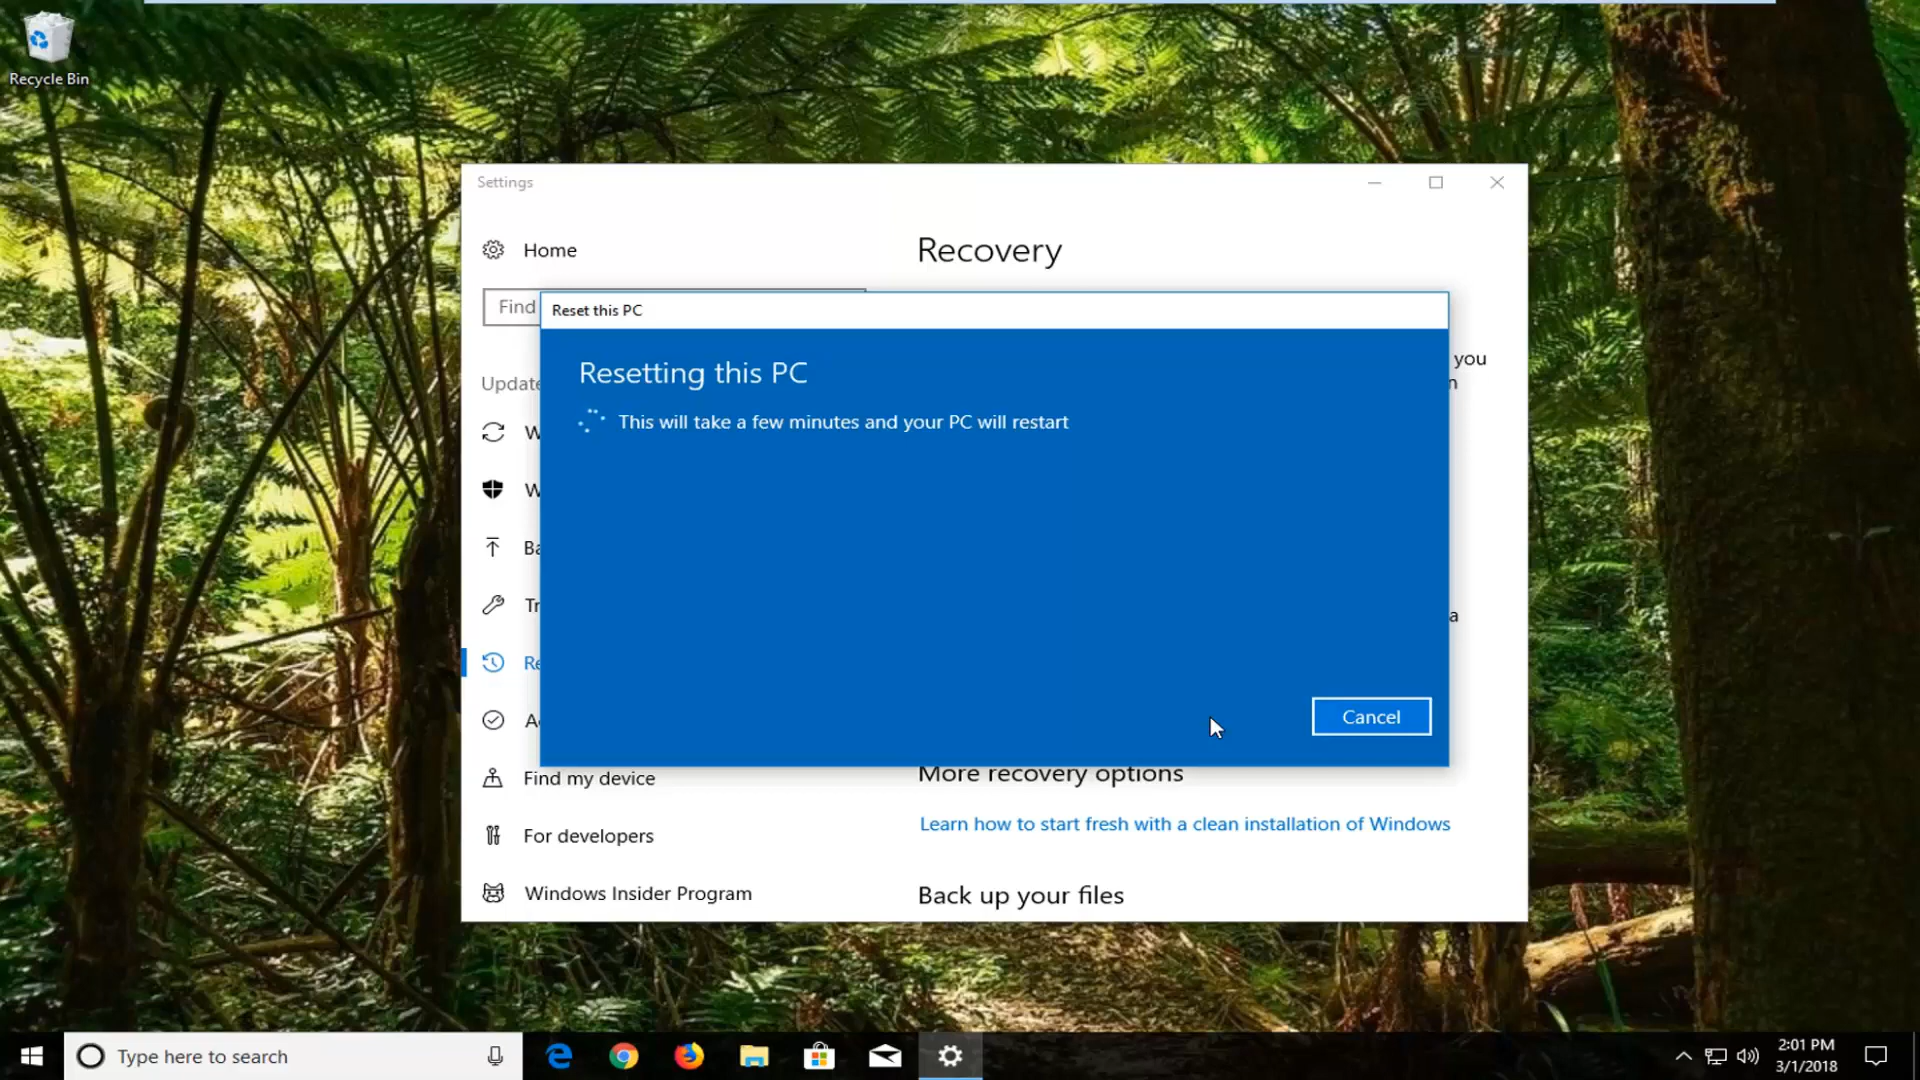 Recycle Bin
Settings
Home
Recovery
Find
Reset this PC
Resetting this PC
This will take a few minutes and your PC will restart
you
n
Update
W
W
Ba
Tr
a
Re
A
Cancel
Find my device
More recovery options
Learn how to start fresh with a clean installation of Windows
For developers
Windows Insider Program
Back up your files
Type here to search
2:01 PM
3/1/2018